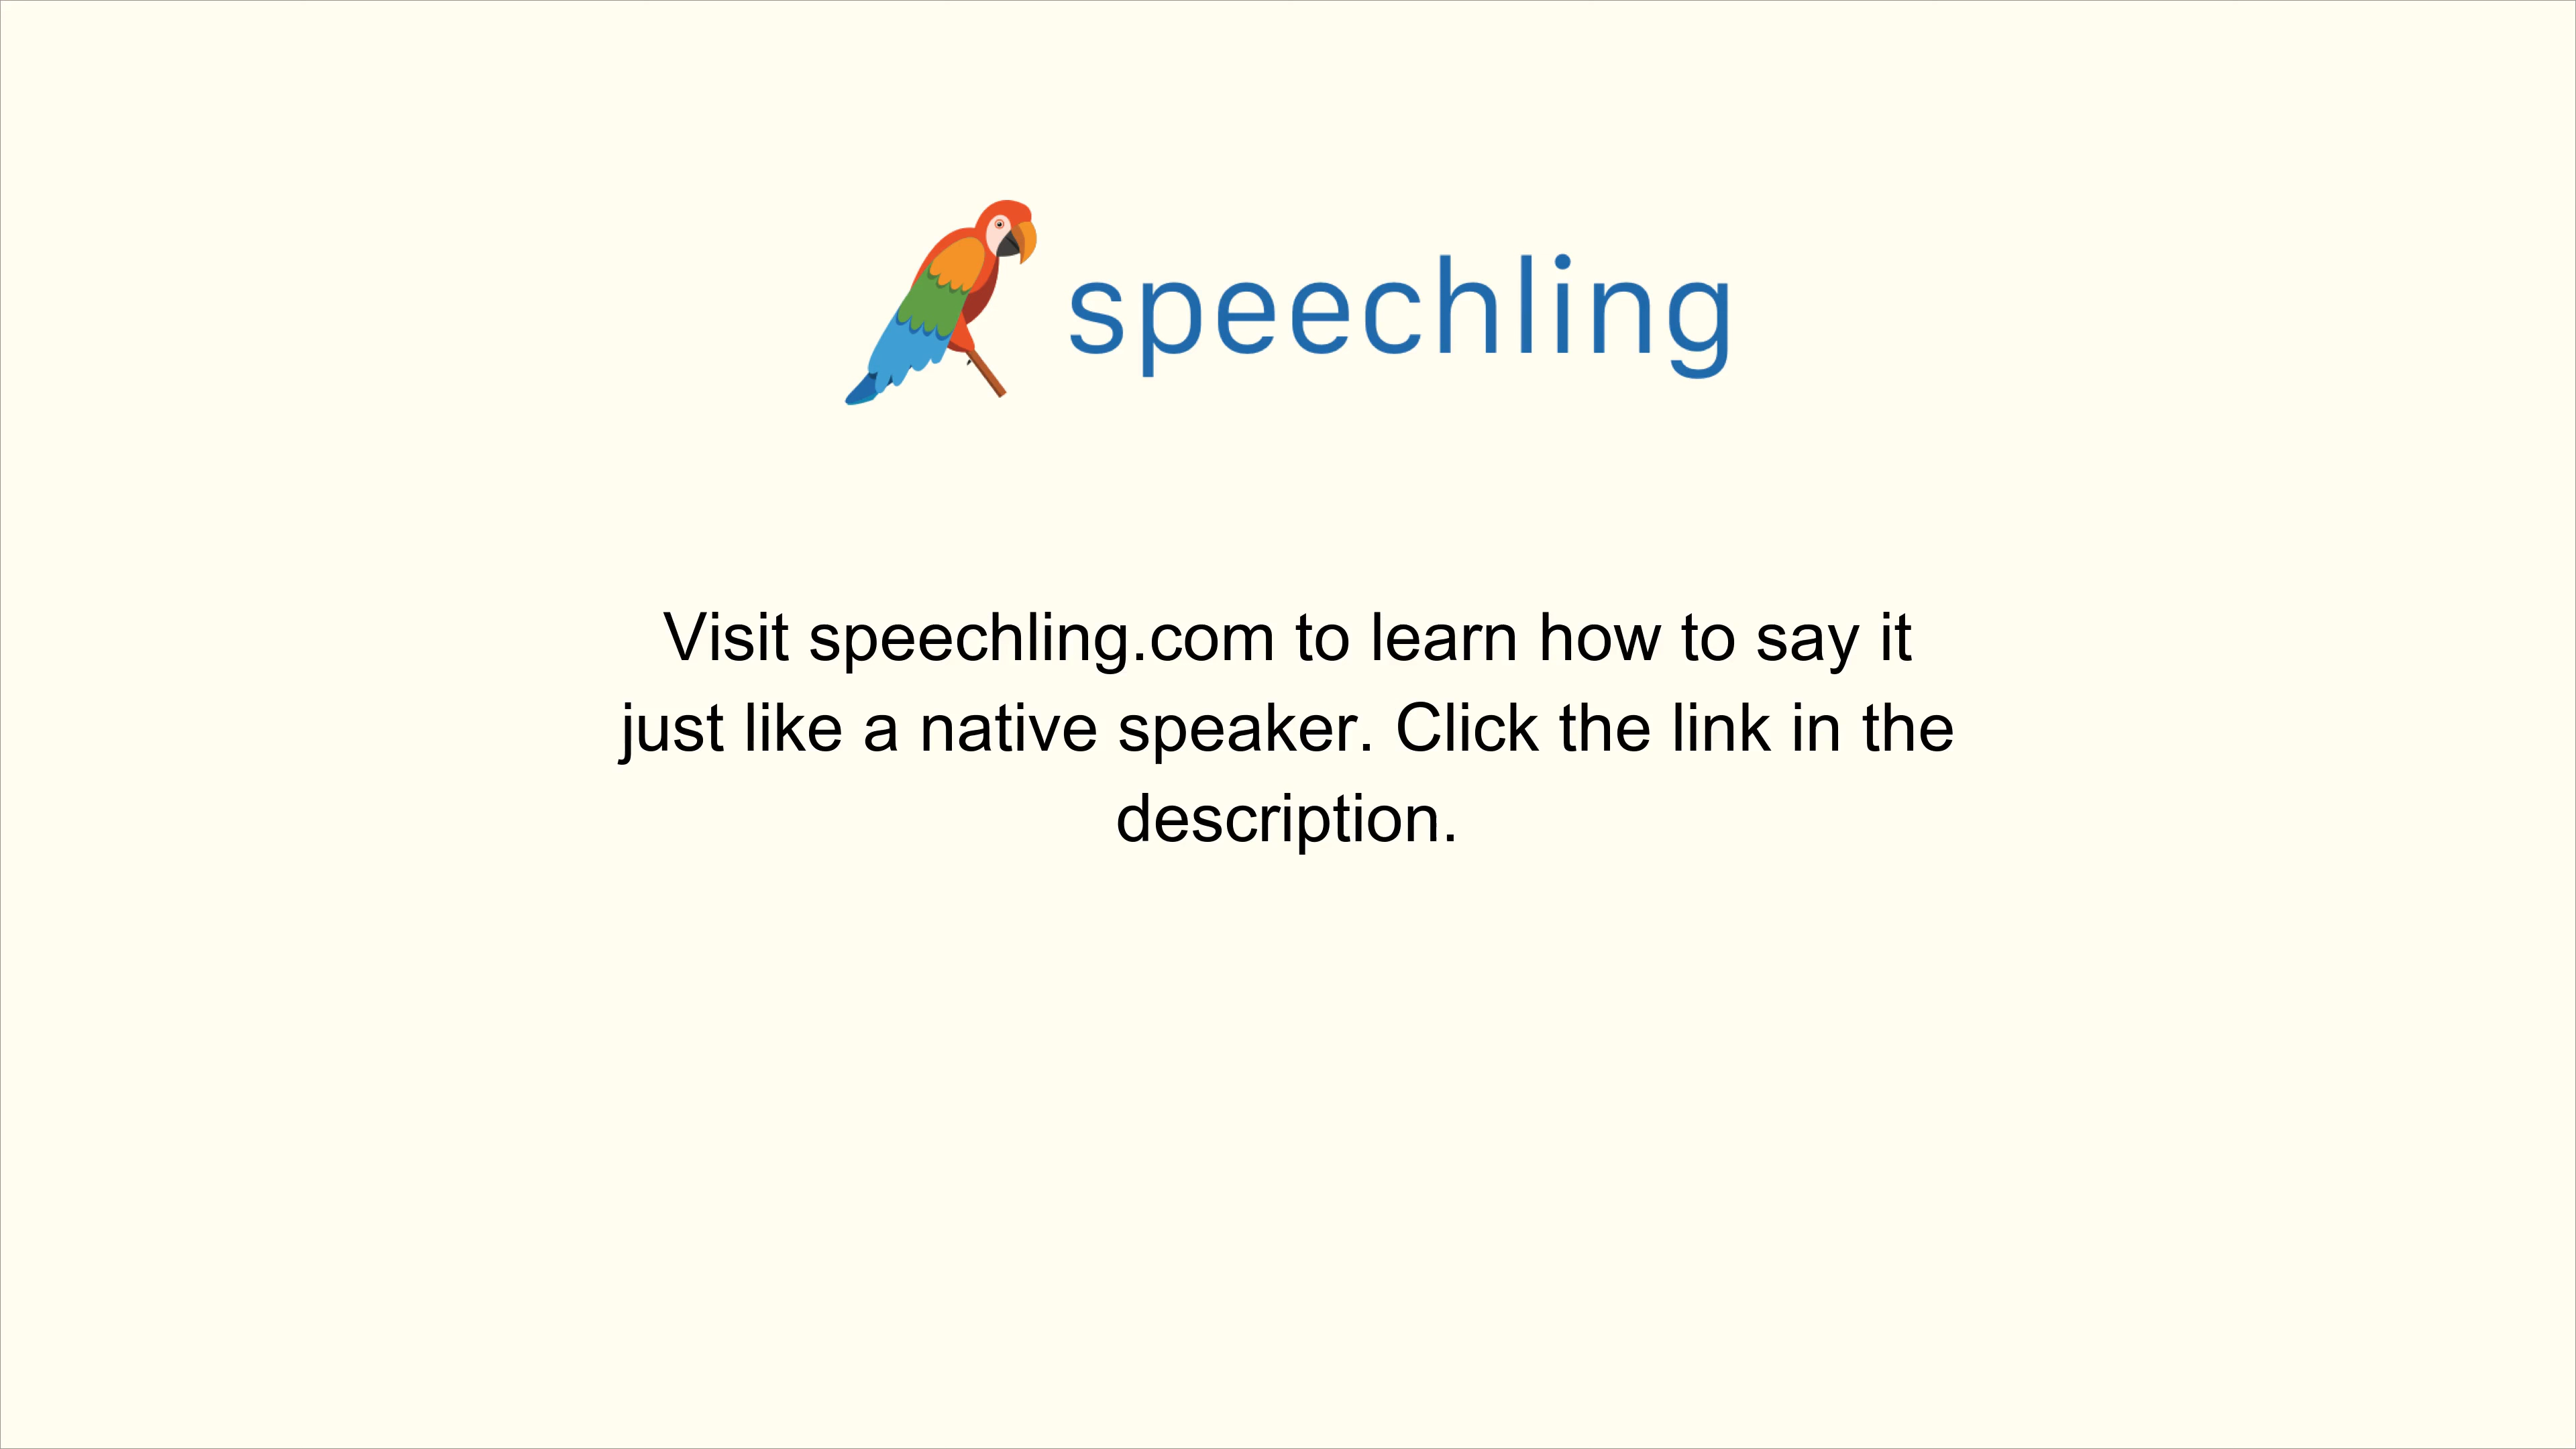 speechling
Visit speechling.com to learn how to say it
just like a native speaker. Click the link in the
description.